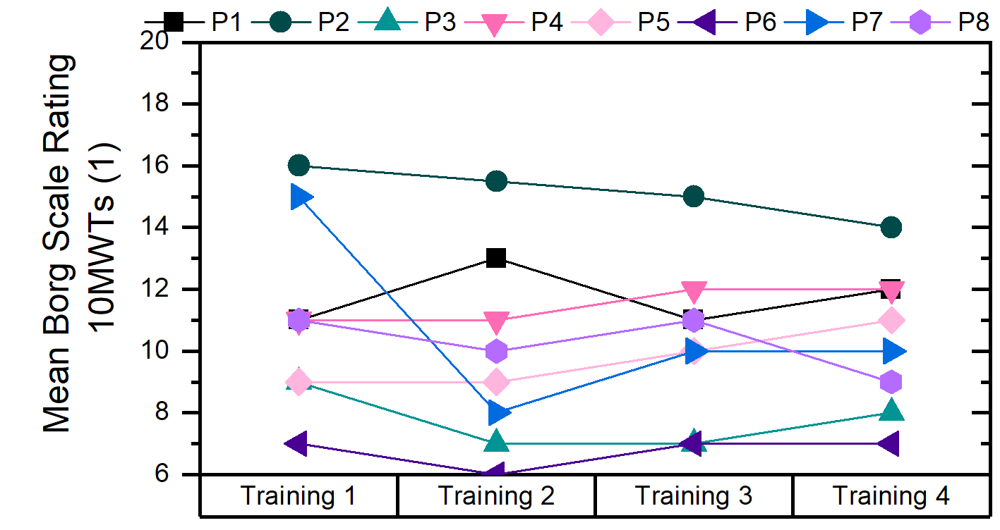 P1 P2 P3 P4 P5 P6 P7 P8
Mean Borg Scale Rating
10MWTs (1)
20
18
16
14
12
10
8
6
Training 1 Training 2 Training 3 Training 4